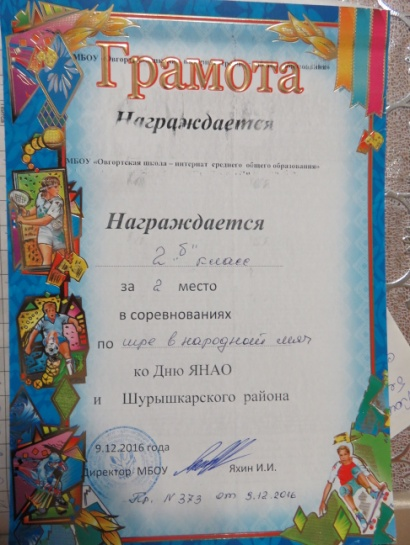 МБОУ «Овгорт
Грамота
Награждается
МБОУ «Овгортская школа – интернат среднего общего образования»
Награждается
2 "б" класс
за 2 место
в соревнованиях
по игре в народный мяч
ко Дню ЯНАО
и Шурышкарского района
9.12.2016 года
Директор МБОУ Яхин И.И.
Пр. N 373 от 9.12.2016